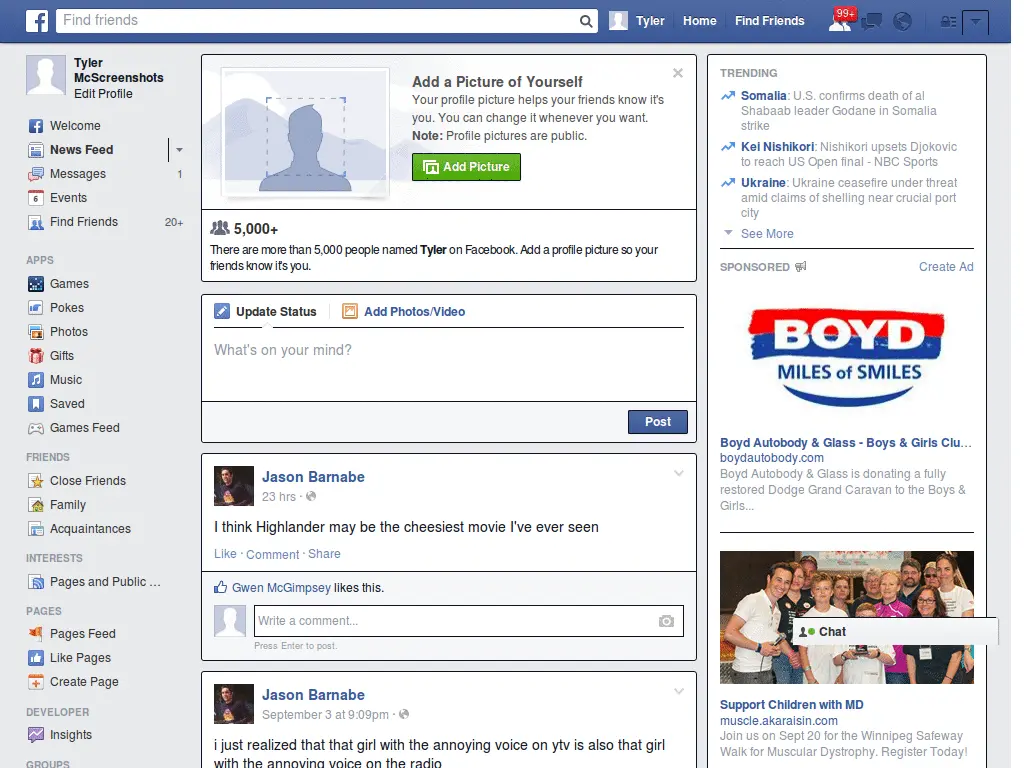 Find friends
Tyler
Home
Find Friends
99+
Tyler
McScreenshots
Edit Profile
Welcome
News Feed
Messages 1
Events
Find Friends 20+
APPS
Games
Pokes
Photos
Gifts
Music
Saved
Games Feed
FRIENDS
Close Friends
Family
Acquaintances
INTERESTS
Pages and Public ...
PAGES
Pages Feed
Like Pages
Create Page
DEVELOPER
Insights
GROUPS
Add a Picture of Yourself
Your profile picture helps your friends know it's
you. You can change it whenever you want.
Note: Profile pictures are public.
Add Picture
5,000+
There are more than 5,000 people named Tyler on Facebook. Add a profile picture so your
friends know it's you.
Update Status
Add Photos/Video
What's on your mind?
Post
Jason Barnabe
23 hrs ·
I think Highlander may be the cheesiest movie I've ever seen
Like · Comment · Share
Gwen McGimpsey likes this.
Write a comment...
Press Enter to post.
Jason Barnabe
September 3 at 9:09pm ·
i just realized that that girl with the annoying voice on ytv is also that girl
with the annoying voice on the radio
TRENDING
Somalia: U.S. confirms death of al
Shabaab leader Godane in Somalia
strike
Kei Nishikori: Nishikori upsets Djokovic
to reach US Open final - NBC Sports
Ukraine: Ukraine ceasefire under threat
amid claims of shelling near crucial port
city
See More
SPONSORED
Create Ad
BOYD
MILES of SMILES
Boyd Autobody & Glass - Boys & Girls Clu...
boydautobody.com
Boyd Autobody & Glass is donating a fully
restored Dodge Grand Caravan to the Boys &
Girls...
Chat
Support Children with MD
muscle.akaraisin.com
Join us on Sept 20 for the Winnipeg Safeway
Walk for Muscular Dystrophy. Register Today!